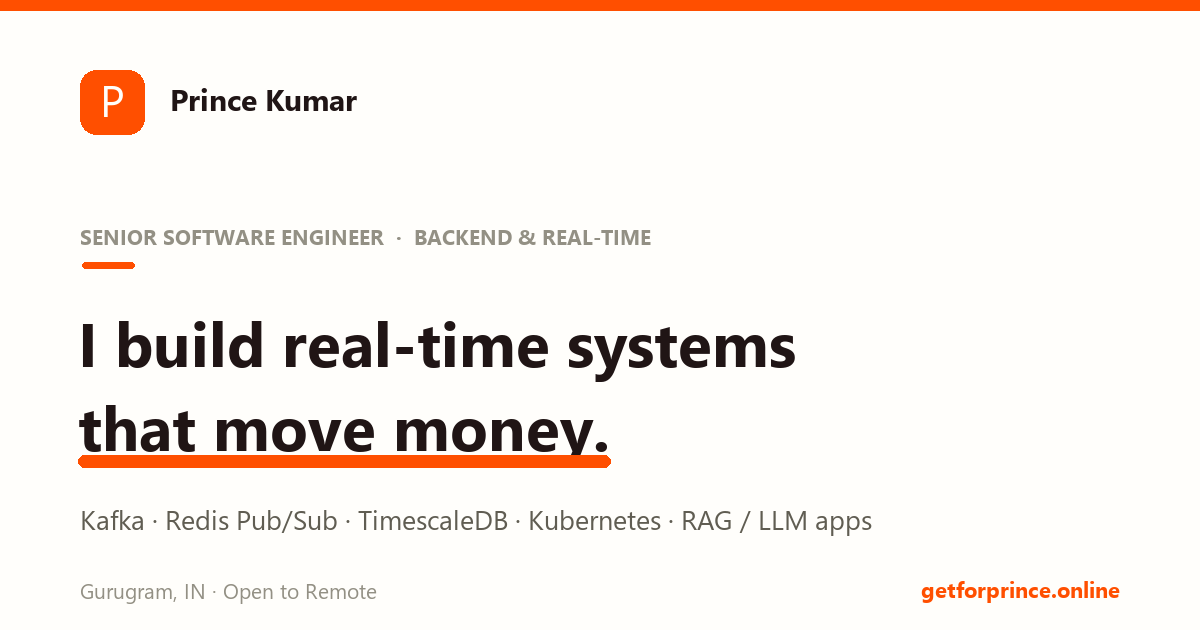 P
Prince Kumar
SENIOR SOFTWARE ENGINEER · BACKEND & REAL-TIME
I build real-time systems
that move money.
Kafka · Redis Pub/Sub · TimescaleDB · Kubernetes · RAG / LLM apps
Gurugram, IN · Open to Remote
getforprince.online